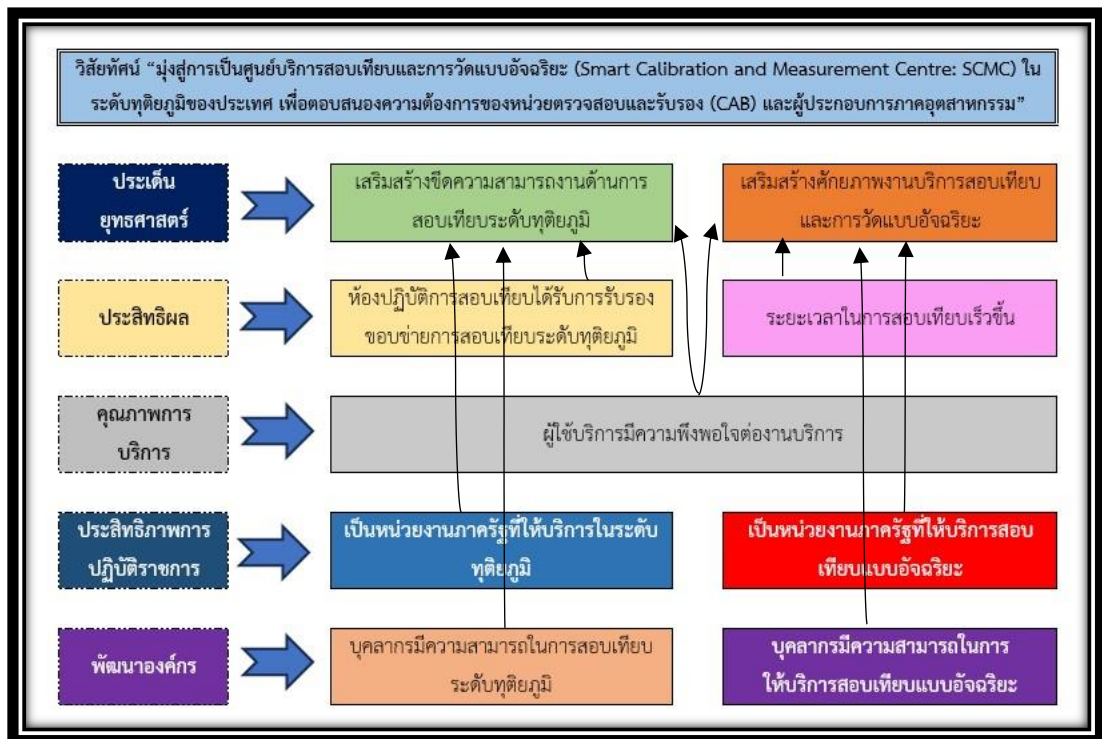 วิสัยทัศน์ “มุ่งสู่การเป็นศูนย์บริการสอบเทียบและการวัดแบบอัจฉริยะ (Smart Calibration and Measurement Centre: SCMC) ใน
ระดับทุติยภูมิของประเทศ เพื่อตอบสนองความต้องการของหน่วยตรวจสอบและรับรอง (CAB) และผู้ประกอบการภาคอุตสาหกรรม”
ประเด็น
ยุทธศาสตร์
เสริมสร้างขีดความสามารถงานด้านการ
สอบเทียบระดับทุติยภูมิ
เสริมสร้างศักยภาพงานบริการสอบเทียบ
และการวัดแบบอัจฉริยะ
ประสิทธิผล
ห้องปฏิบัติการสอบเทียบได้รับการรับรอง
ขอบข่ายการสอบเทียบระดับทุติยภูมิ
ระยะเวลาในการสอบเทียบเร็วขึ้น
คุณภาพการ
บริการ
ผู้ใช้บริการมีความพึงพอใจต่องานบริการ
ประสิทธิภาพการ
ปฏิบัติราชการ
เป็นหน่วยงานภาครัฐที่ให้บริการในระดับ
ทุติยภูมิ
เป็นหน่วยงานภาครัฐที่ให้บริการสอบ
เทียบแบบอัจฉริยะ
พัฒนาองค์กร
บุคลากรมีความสามารถในการสอบเทียบ
ระดับทุติยภูมิ
บุคลากรมีความสามารถในการ
ให้บริการสอบเทียบแบบอัจฉริยะ